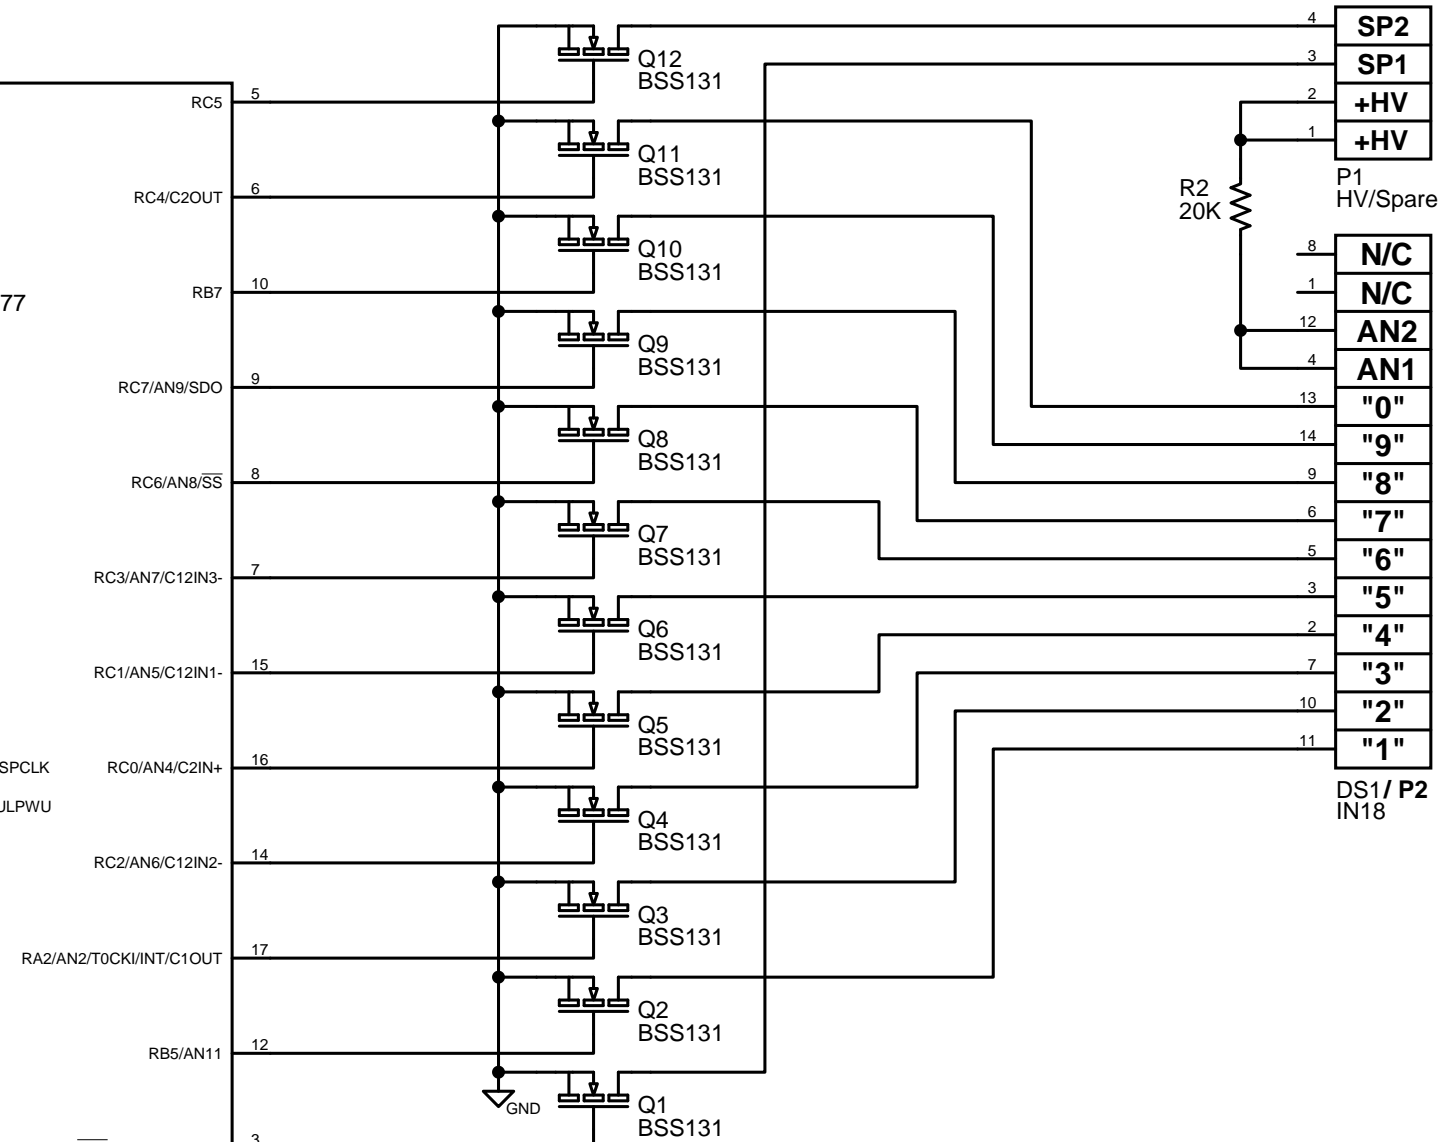 4 SP2
Q12
BSS131
3 SP1
RC5 5
2 +HV
1 +HV
Q11
BSS131
P1
HV/Spare
R2
20K
RC4/C2OUT 6
Q10
BSS131
8 N/C
RB7 10
1 N/C
77
12 AN2
Q9
BSS131
4 AN1
RC7/AN9/SDO 9
13 "0"
14 "9"
Q8
BSS131
RC6/AN8/SS 8
9 "8"
6 "7"
Q7
BSS131
5 "6"
RC3/AN7/C12IN3- 7
3 "5"
Q6
BSS131
2 "4"
RC1/AN5/C12IN1- 15
7 "3"
10 "2"
Q5
BSS131
11 "1"
SPCLK
RC0/AN4/C2IN+ 16
DS1/ P2
IN18
ULPWU
Q4
BSS131
RC2/AN6/C12IN2- 14
Q3
BSS131
RA2/AN2/T0CKI/INT/C1OUT 17
Q2
BSS131
RB5/AN11 12
GND
Q1
BSS131
3